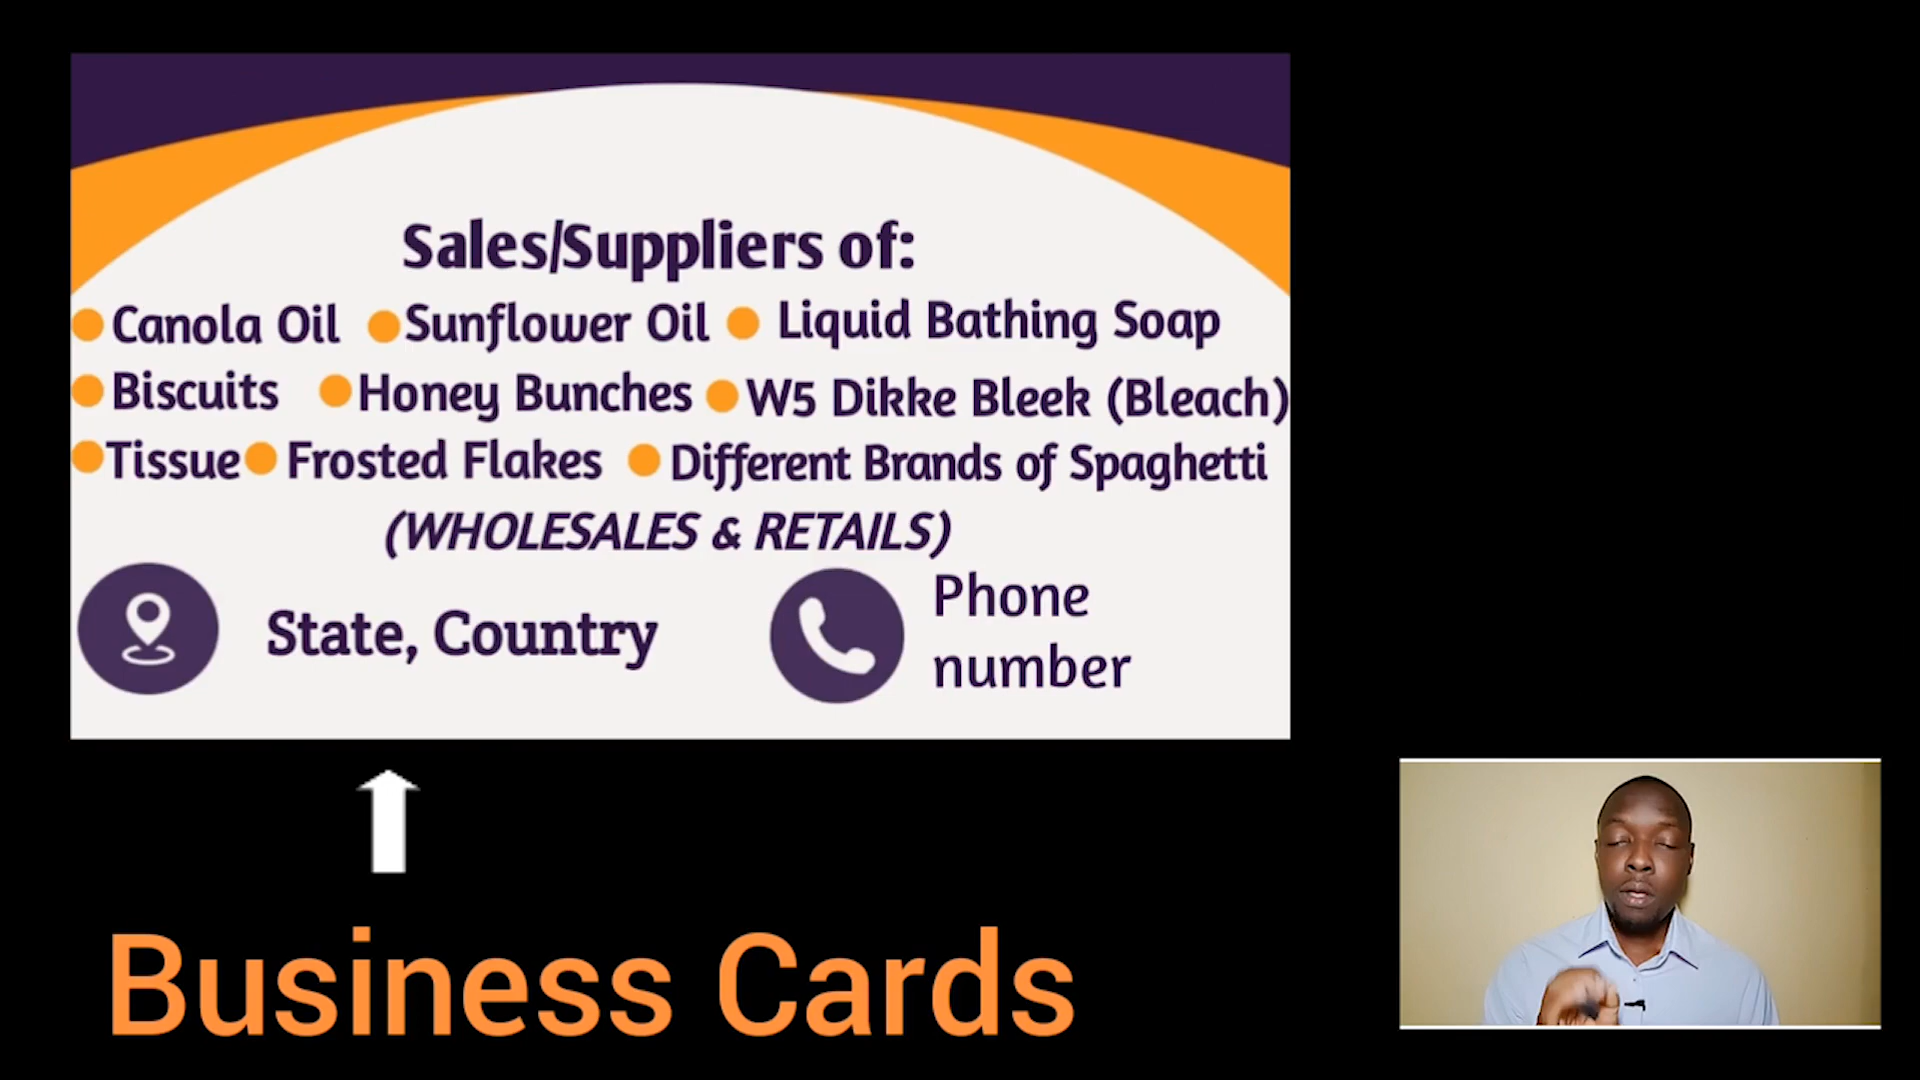 Sales/Suppliers of:
Canola Oil Sunflower Oil Liquid Bathing Soap
Biscuits Honey Bunches W5 Dikke Bleek (Bleach)
Tissue Frosted Flakes Different Brands of Spaghetti
(WHOLESALES & RETAILS)
State, Country
Phone
number
Business Cards